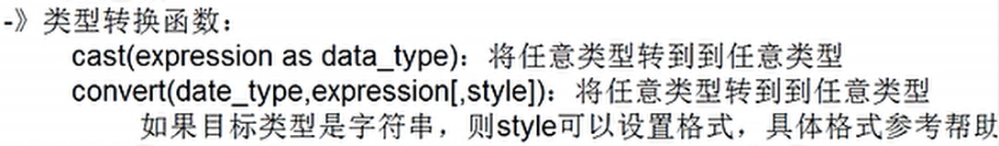 -》类型转换函数：
cast(expression as data_type)：将任意类型转到到任意类型
convert(date_type,expression[,style])：将任意类型转到到任意类型
如果目标类型是字符串，则style可以设置格式，具体格式参考帮助